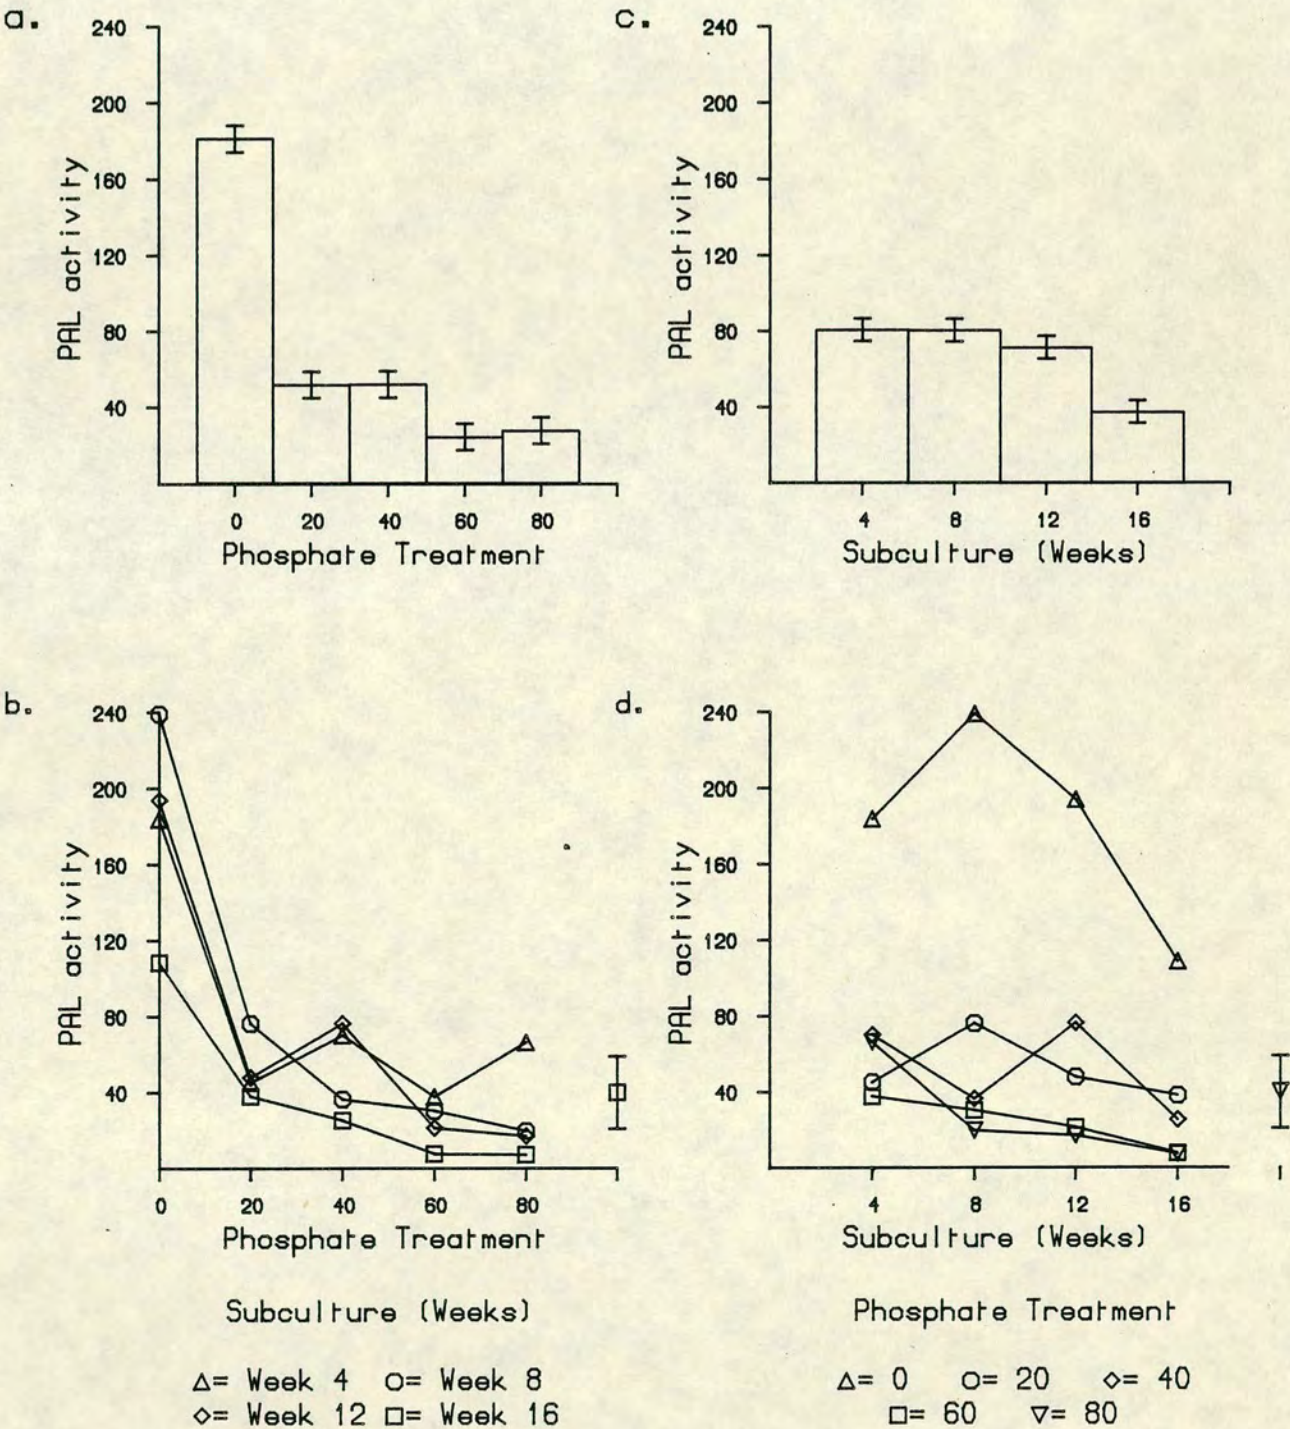 a.
240
200
160
120
80
40
PAL activity
0 20 40 60 80
Phosphate Treatment
c.
240
200
160
120
80
40
PAL activity
4 8 12 16
Subculture (Weeks)
b.
240
200
160
120
80
40
PAL activity
0 20 40 60 80
Phosphate Treatment
Subculture (Weeks)
△= Week 4 ○= Week 8
◇= Week 12 □= Week 16
d.
240
200
160
120
80
40
PAL activity
4 8 12 16
Subculture (Weeks)
Phosphate Treatment
△= 0 ○= 20 ◇= 40
□= 60 ▽= 80